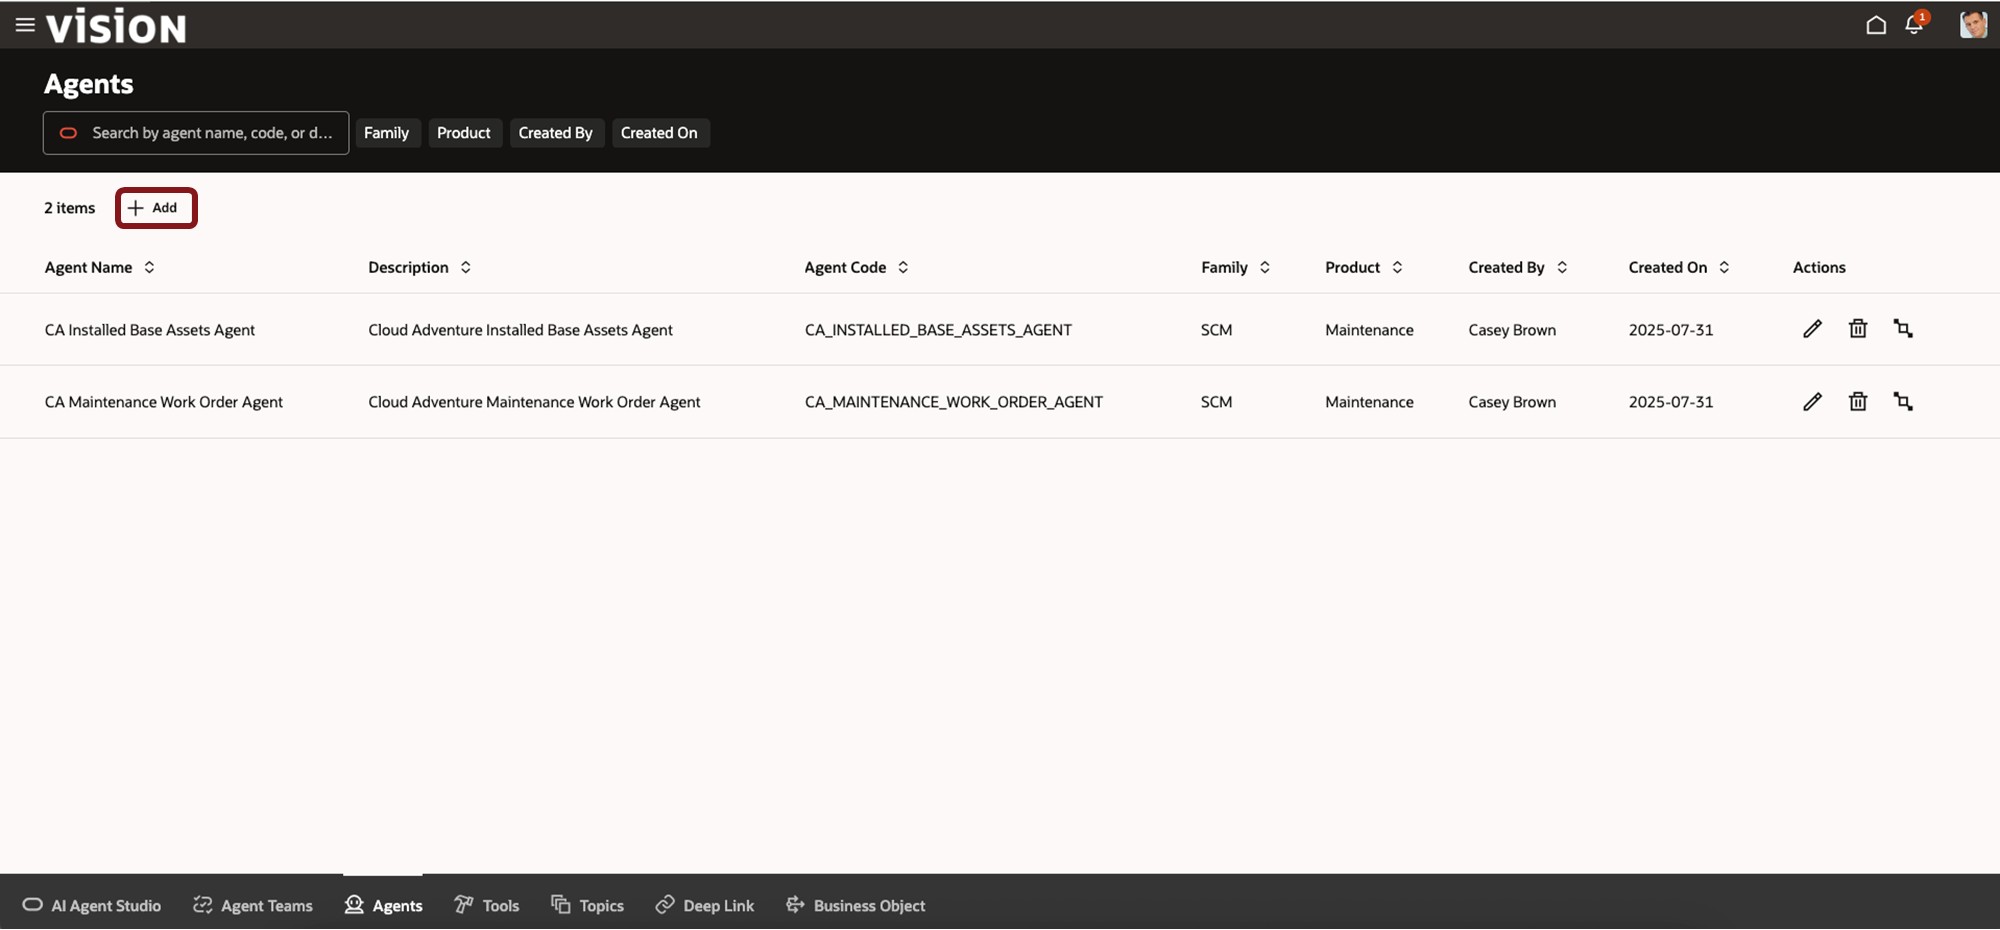 vision
1
Agents
Search by agent name, code, or d...
Family
Product
Created By
Created On
2 items
Add
Agent Name Description Agent Code Family Product Created By Created On Actions
CA Installed Base Assets Agent Cloud Adventure Installed Base Assets Agent CA_INSTALLED_BASE_ASSETS_AGENT SCM Maintenance Casey Brown 2025-07-31
CA Maintenance Work Order Agent Cloud Adventure Maintenance Work Order Agent CA_MAINTENANCE_WORK_ORDER_AGENT SCM Maintenance Casey Brown 2025-07-31
AI Agent Studio Agent Teams Agents Tools Topics Deep Link Business Object